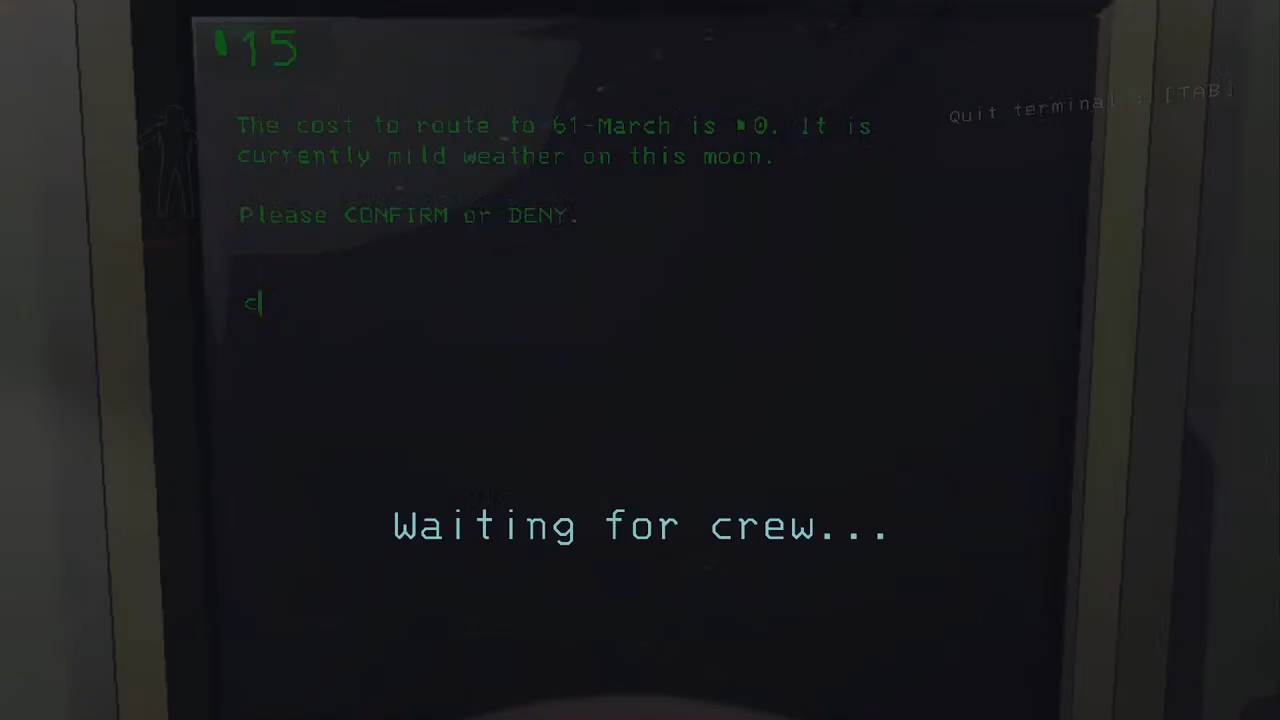 ▮15
Quit terminal : [TAB]
The cost to route to 61-March is ▮0. It is
currently mild weather on this moon.
Please CONFIRM or DENY.
c
Waiting for crew...